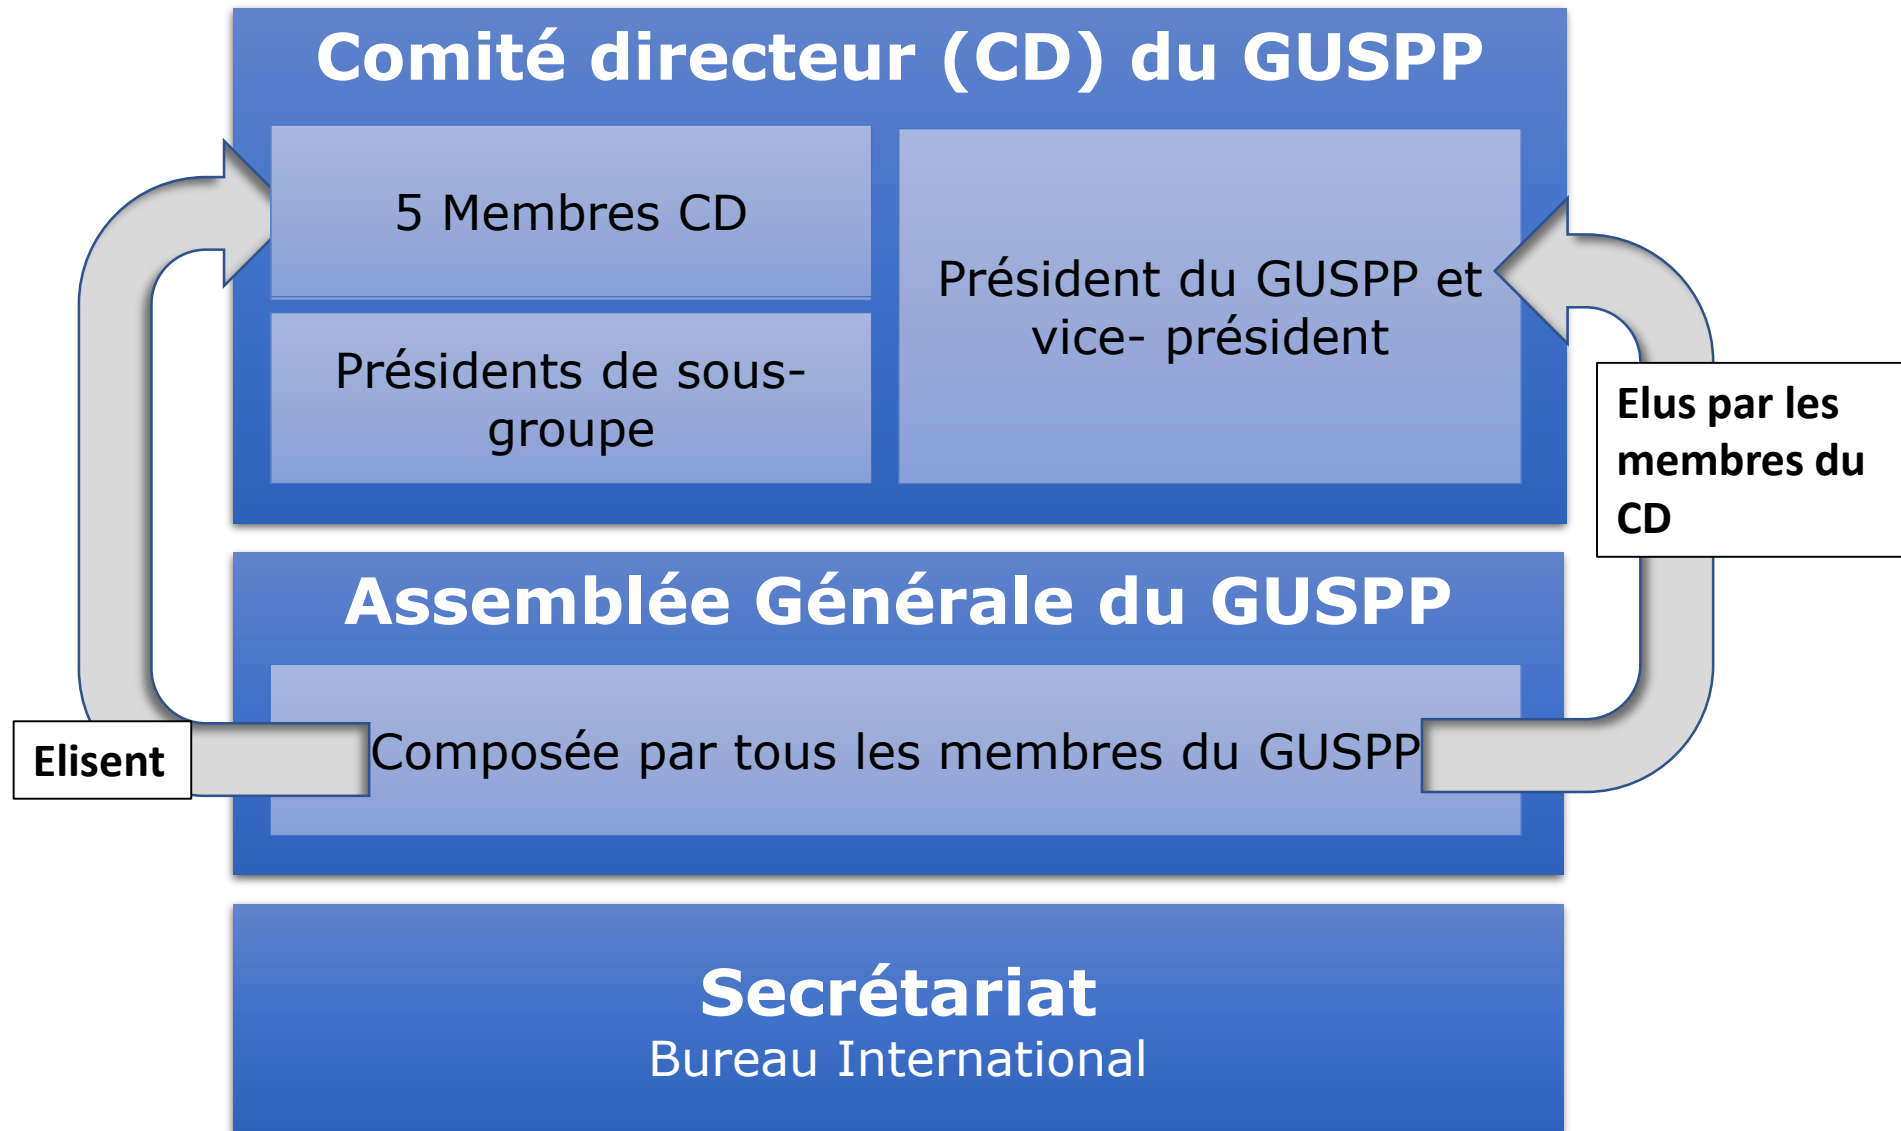 Comité directeur (CD) du GUSPP
5 Membres CD
Présidents de sous-
groupe
Président du GUSPP et
vice- président
Elus par les
membres du
CD
Assemblée Générale du GUSPP
Composée par tous les membres du GUSPP
Elisent
Secrétariat
Bureau International